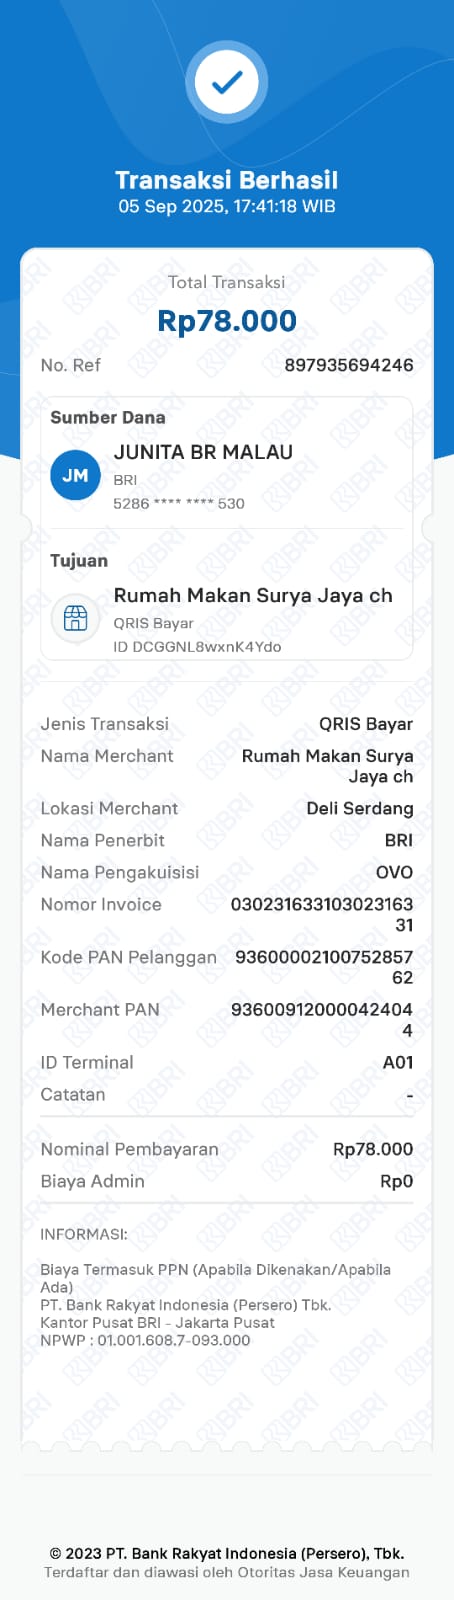 Transaksi Berhasil
05 Sep 2025, 17:41:18 WIB
Total Transaksi
Rp78.000
No. Ref 897935694246
Sumber Dana
JM
JUNITA BR MALAU
BRI
5286 **** **** 530
Tujuan
Rumah Makan Surya Jaya ch
QRIS Bayar
ID DCGGNL8wxnK4Ydo
Jenis Transaksi QRIS Bayar
Nama Merchant Rumah Makan Surya
Jaya ch
Lokasi Merchant Deli Serdang
Nama Penerbit BRI
Nama Pengakuisisi OVO
Nomor Invoice 030231633103023163
31
Kode PAN Pelanggan 93600002100752857
62
Merchant PAN 93600912000042404
4
ID Terminal A01
Catatan -
Nominal Pembayaran Rp78.000
Biaya Admin Rp0
INFORMASI:
Biaya Termasuk PPN (Apabila Dikenakan/Apabila
Ada)
PT. Bank Rakyat Indonesia (Persero) Tbk.
Kantor Pusat BRI - Jakarta Pusat
NPWP : 01.001.608.7-093.000
© 2023 PT. Bank Rakyat Indonesia (Persero), Tbk.
Terdaftar dan diawasi oleh Otoritas Jasa Keuangan